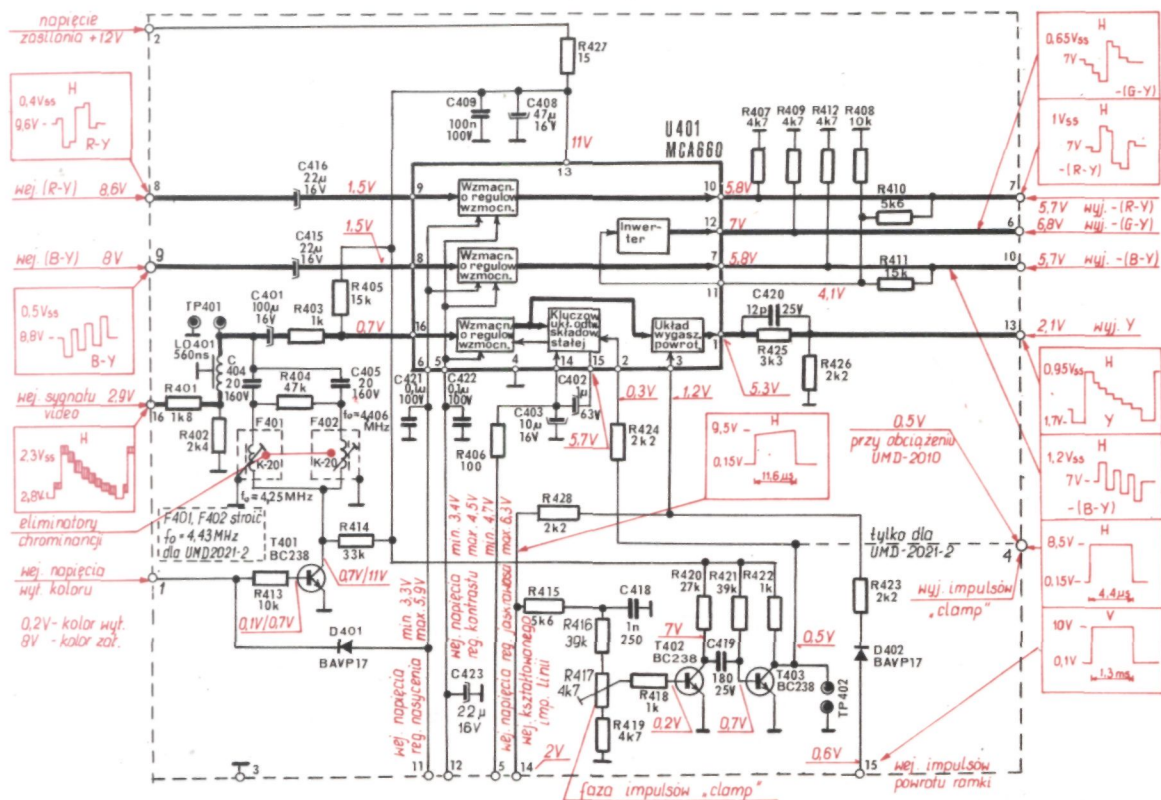 napięcie
zasilania +12V
2
R427
15
H
0,4Vss
9,6V
R-Y
C409
100n
100V
C408
47µ
16V
11V
13
U401
MCA660
R407
4k7
R409
4k7
R412
4k7
R408
10k
H
0,65Vss
7V
-(G-Y)
H
1Vss
7V
-(R-Y)
wej (R-Y) 8,6V
8
C416
22µ
16V
1,5V
9
Wzmacn.
o regulow
wzmocn.
10
5,8V
R410
5k6
7
5,7V wyj. -(R-Y)
Inwer-
ter
12
7V
6
6,8V wyj. -(G-Y)
wej. (B-Y) 8V
9
C415
22µ
16V
1,5V
8
Wzmacn.
o regulow
wzmocn.
7
5,8V
R411
15k
10
5,7V wyj. -(B-Y)
11
4,1V
H
0,5Vss
8,8V
B-Y
TP401
LO401
560ns
C401
100µ
16V
R403
1k
R405
15k
0,7V
16
Wzmacn.
o regulow
wzmocn.
Kluczow.
ukł. odtw.
składow
stałej
Układ
wygasz.
powrot.
1
C420
12p 25V
R425
3k3
R426
2k2
5,3V
13
2,1V wyj. Y
C
404
20
160V
R404
47k
C405
20
160V
6
5
4
14
15
2
3
C421
0,1µ
100V
C422
0,1µ
100V
C402
1µ
63V
C403
10µ
16V
5,7V
0,3V
1,2V
R424
2k2
wej. sygnału
video
2,9V
16
R401
1k8
R402
2k4
F401
K-20
F402
K-20
f₀ = 4,406
MHz
f₀ = 4,25MHz
H
2,3Vss
2,8V
eliminatory
chrominancji
F401, F402 stroić
f₀ = 4,43MHz
dla UMD2021-2
R406
100
9,5V
0,15V
11,6µs
0,5V
przy obciążeniu
UMD-2010
H
0,95Vss
1,7V
Y
H
1,2Vss
7V
-(B-Y)
T401
BC238
R414
33k
0,7V/11V
R428
2k2
tylko dla
UMD-2021-2
4
wyj. impulsów
„clamp”
H
8,5V
0,15V
4,4µs
V
10V
0,1V
1,3ms
wej. napięcia
wył. koloru
1
R413
10k
0,1V/0,7V
0,2V - kolor wył.
8V - kolor zał.
D401
BAVP17
min 3,3V
max 5,9V
wej. napięcia
reg. nasycenia
min 3,4V
max 4,5V
wej. napięcia
reg. kontrastu
min 4,7V
max 6,3V
wej. napięcia reg. jaskrawości
wej. kształtowanego
imp. linii
C423
22µ
16V
R415
5k6
R416
39k
C418
1n
250
R417
4k7
R418
1k
R419
4k7
0,2V
7V
T402
BC238
R420
27k
R421
39k
R422
1k
C419
180
25V
0,7V
T403
BC238
0,5V
TP402
R423
2k2
D402
BAVP17
0,6V
3
11
12
5
14
2V
faza impulsów „clamp”
15
wej. impulsów
powrotu ramki